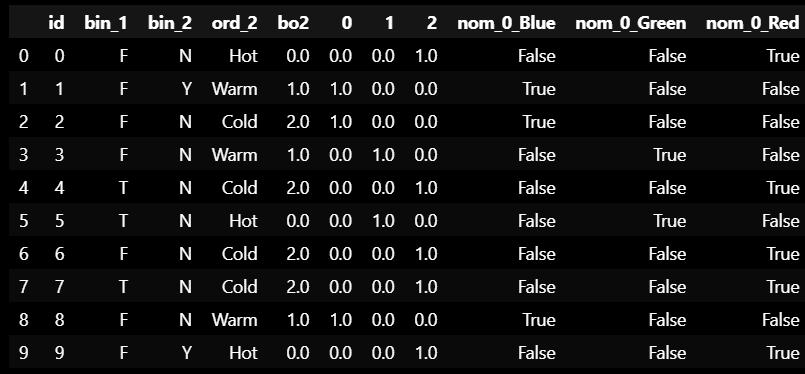 id bin_1 bin_2 ord_2 bo2 0 1 2 nom_0_Blue nom_0_Green nom_0_Red
0 0 F N Hot 0.0 0.0 0.0 1.0 False False True
1 1 F Y Warm 1.0 1.0 0.0 0.0 True False False
2 2 F N Cold 2.0 1.0 0.0 0.0 True False False
3 3 F N Warm 1.0 0.0 1.0 0.0 False True False
4 4 T N Cold 2.0 0.0 0.0 1.0 False False True
5 5 T N Hot 0.0 0.0 1.0 0.0 False True False
6 6 F N Cold 2.0 0.0 0.0 1.0 False False True
7 7 T N Cold 2.0 0.0 0.0 1.0 False False True
8 8 F N Warm 1.0 1.0 0.0 0.0 True False False
9 9 F Y Hot 0.0 0.0 0.0 1.0 False False True